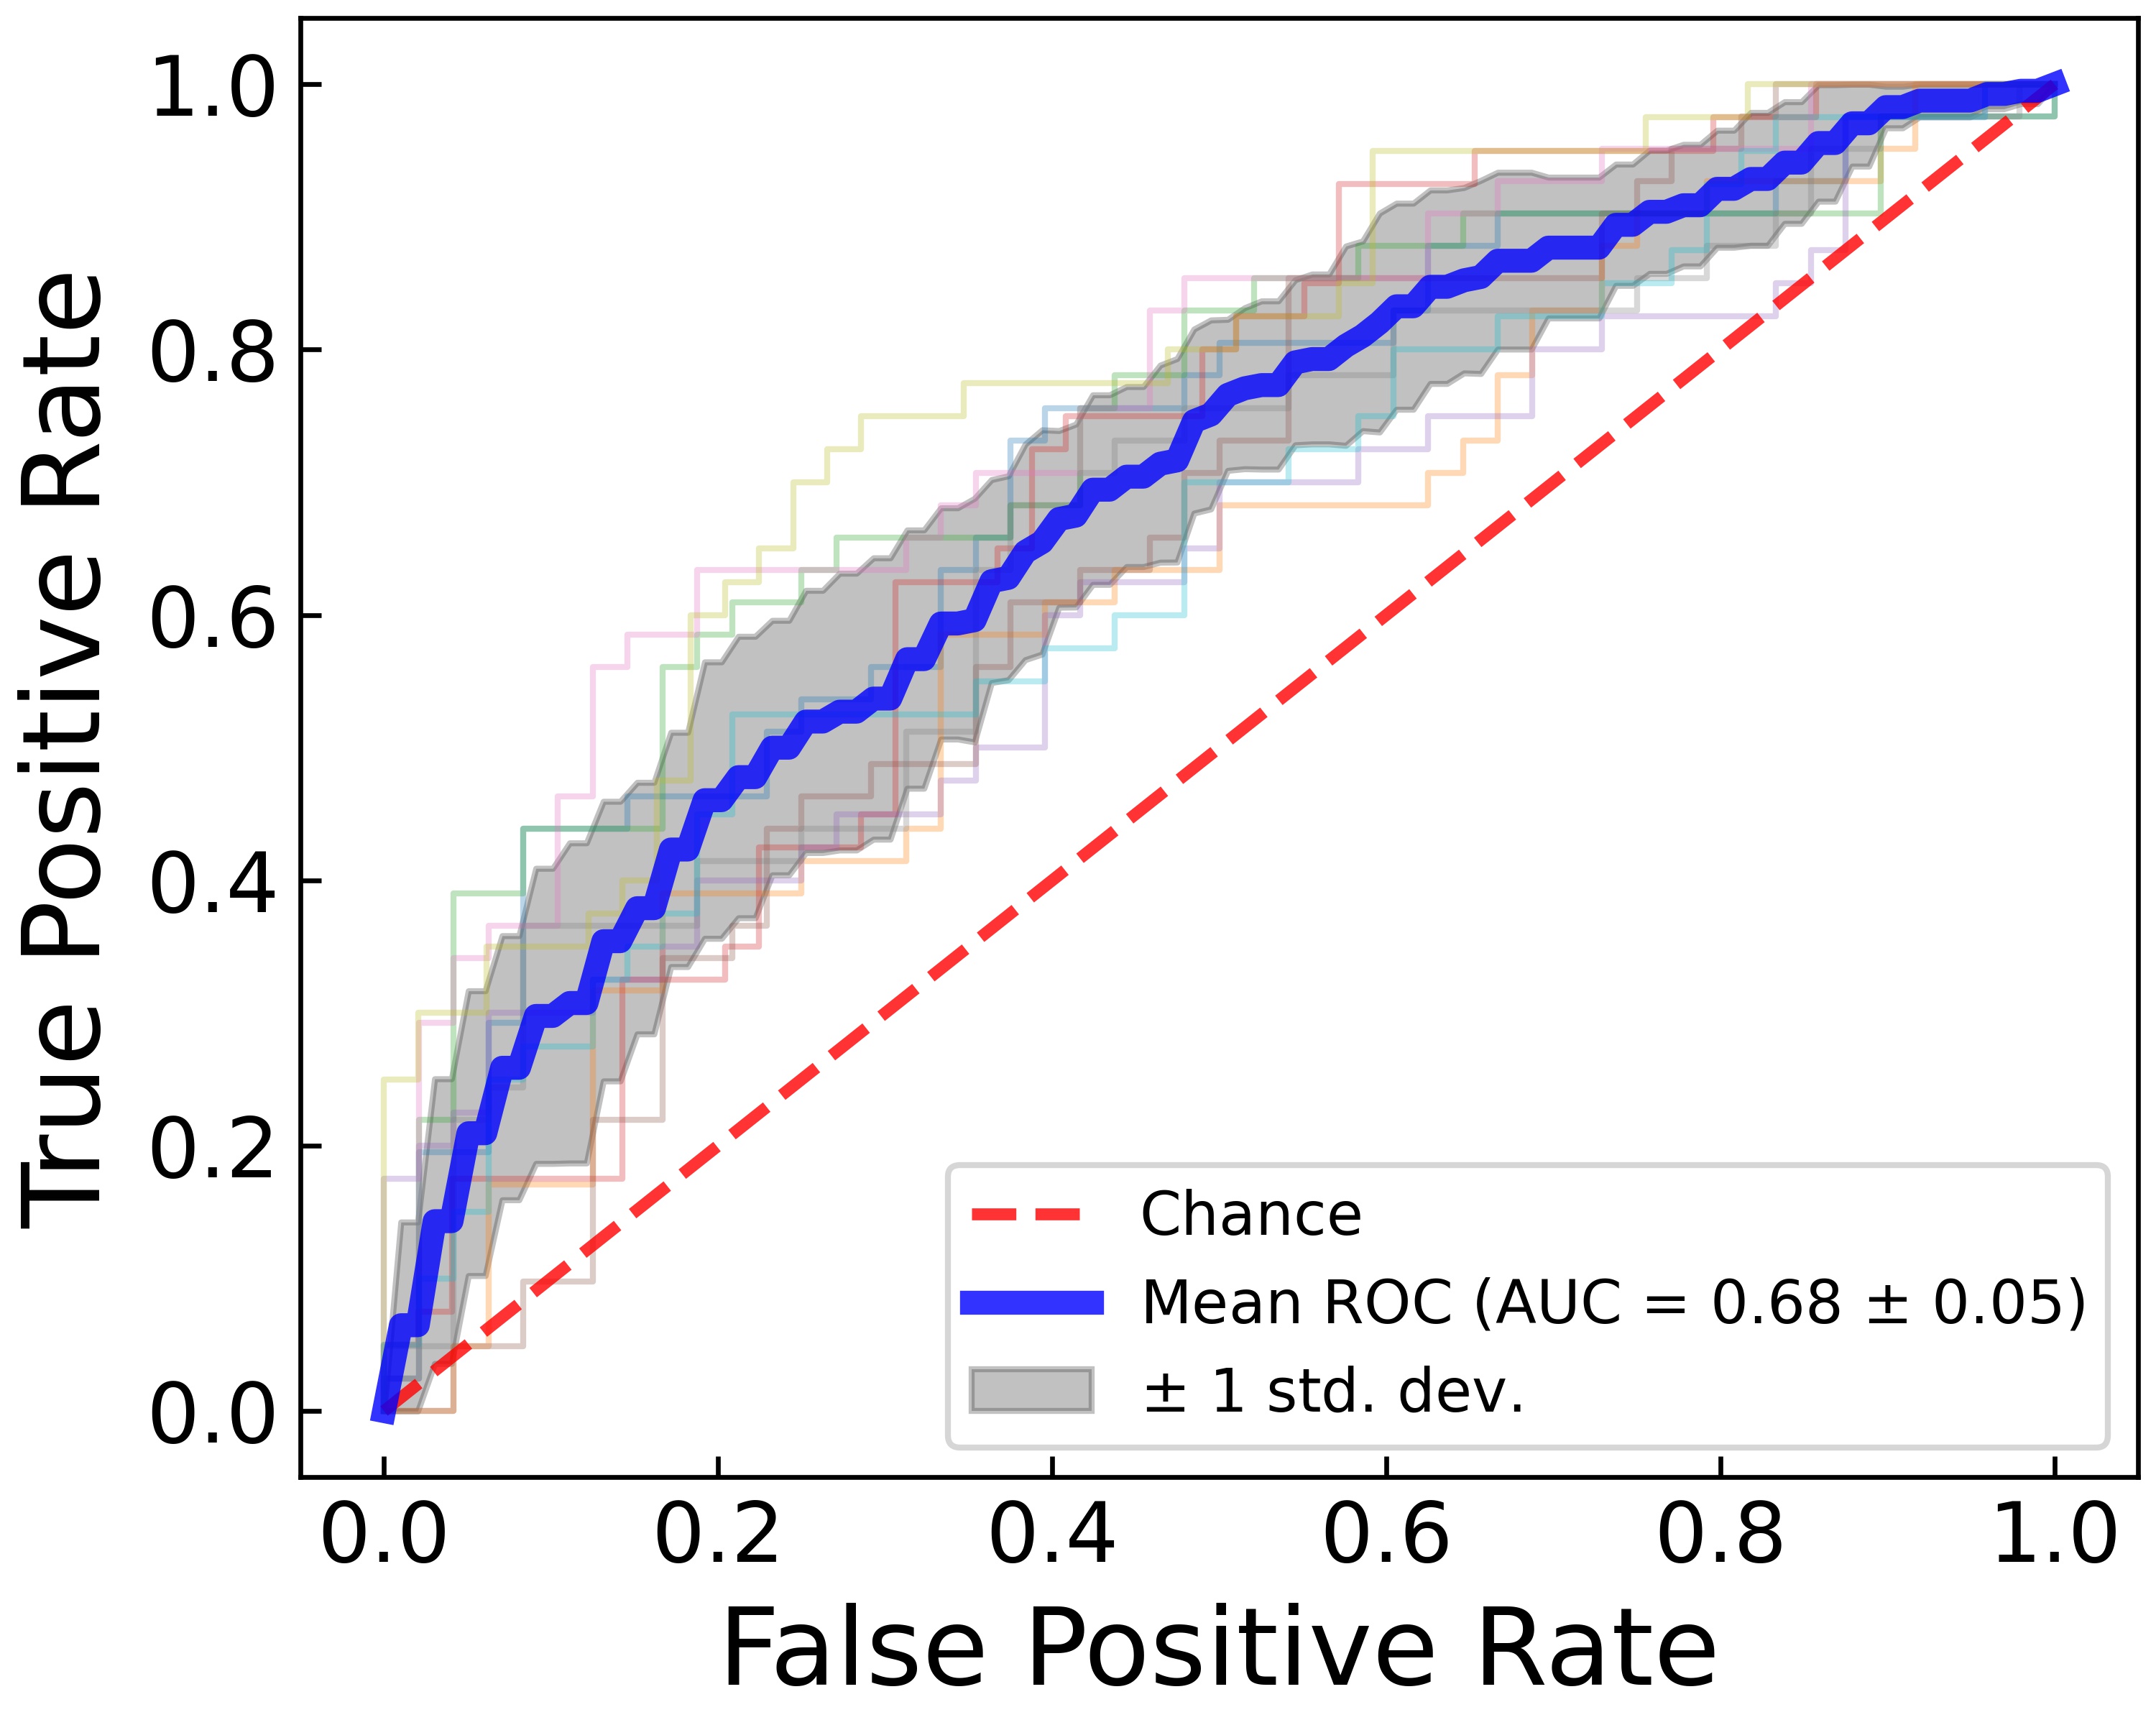 True Positive Rate
1.0
0.8
0.6
0.4
0.2
0.0
Chance
Mean ROC (AUC = 0.68 ± 0.05)
± 1 std. dev.
0.0 0.2 0.4 0.6 0.8 1.0
False Positive Rate